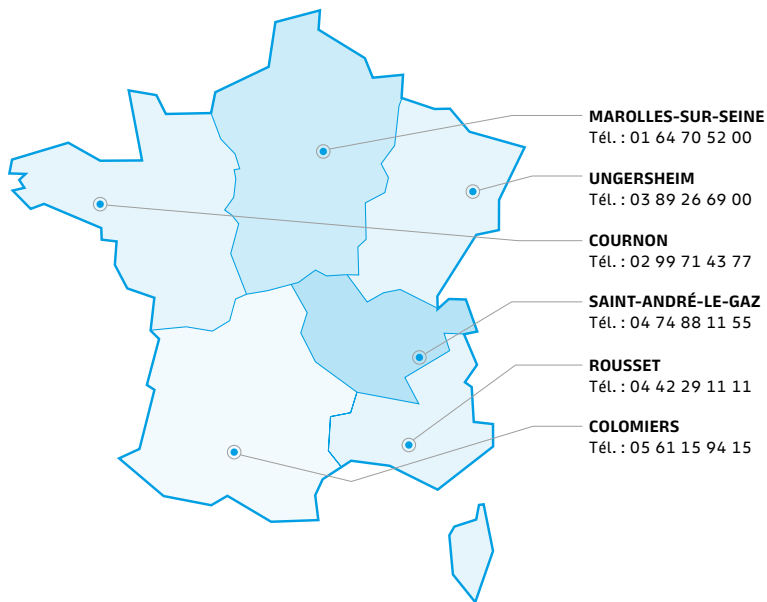 MAROLLES-SUR-SEINE
Tél. : 01 64 70 52 00
UNGERSHEIM
Tél. : 03 89 26 69 00
COURNON
Tél. : 02 99 71 43 77
SAINT-ANDRÉ-LE-GAZ
Tél. : 04 74 88 11 55
ROUSSET
Tél. : 04 42 29 11 11
COLOMIERS
Tél. : 05 61 15 94 15